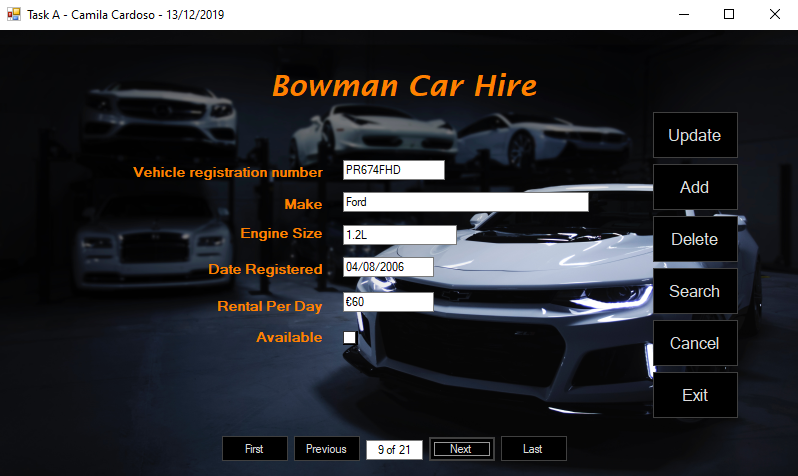 Task A - Camila Cardoso - 13/12/2019
Bowman Car Hire
Update
Vehicle registration number PR674FHD
Add
Make Ford
Engine Size 1.2L
Delete
Date Registered 04/08/2006
Search
Rental Per Day €60
Available
Cancel
Exit
First Previous 9 of 21 Next Last